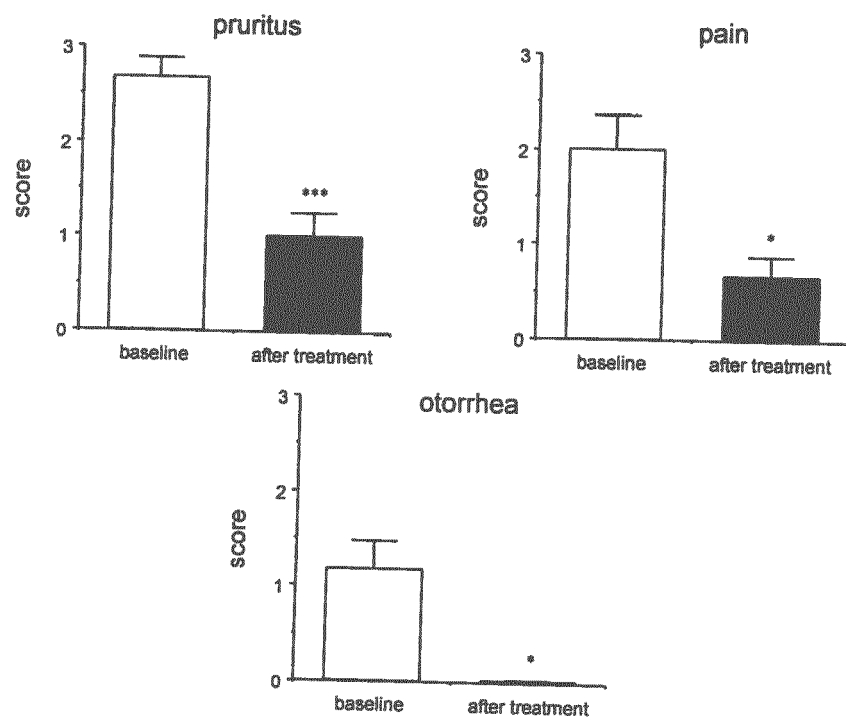 pruritus
3
2
1
0
score
***
baseline
after treatment
pain
3
2
1
0
score
*
baseline
after treatment
otorrhea
3
2
1
0
score
*
baseline
after treatment